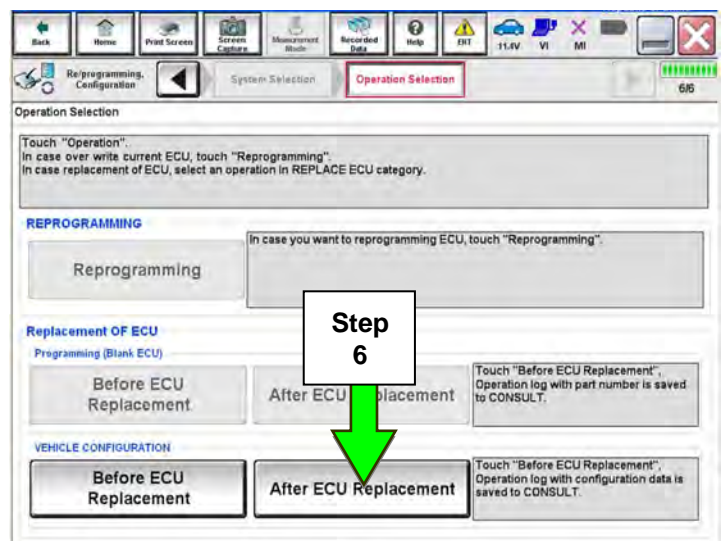 Back Home Print Screen Screen Capture Measurement Mode Recorded Data Help ERT 11.4V VI MI
Re/programming, Configuration System Selection Operation Selection 6/6
Operation Selection
Touch "Operation".
In case over write current ECU, touch "Reprogramming".
In case replacement of ECU, select an operation in REPLACE ECU category.
REPROGRAMMING
Reprogramming
In case you want to reprogramming ECU, touch "Reprogramming".
Step
6
Replacement OF ECU
Programming (Blank ECU)
Before ECU
Replacement
After ECU placement
Touch "Before ECU Replacement",
Operation log with part number is saved
to CONSULT.
VEHICLE CONFIGURATION
Before ECU
Replacement
After ECU Replacement
Touch "Before ECU Replacement",
Operation log with configuration data is
saved to CONSULT.